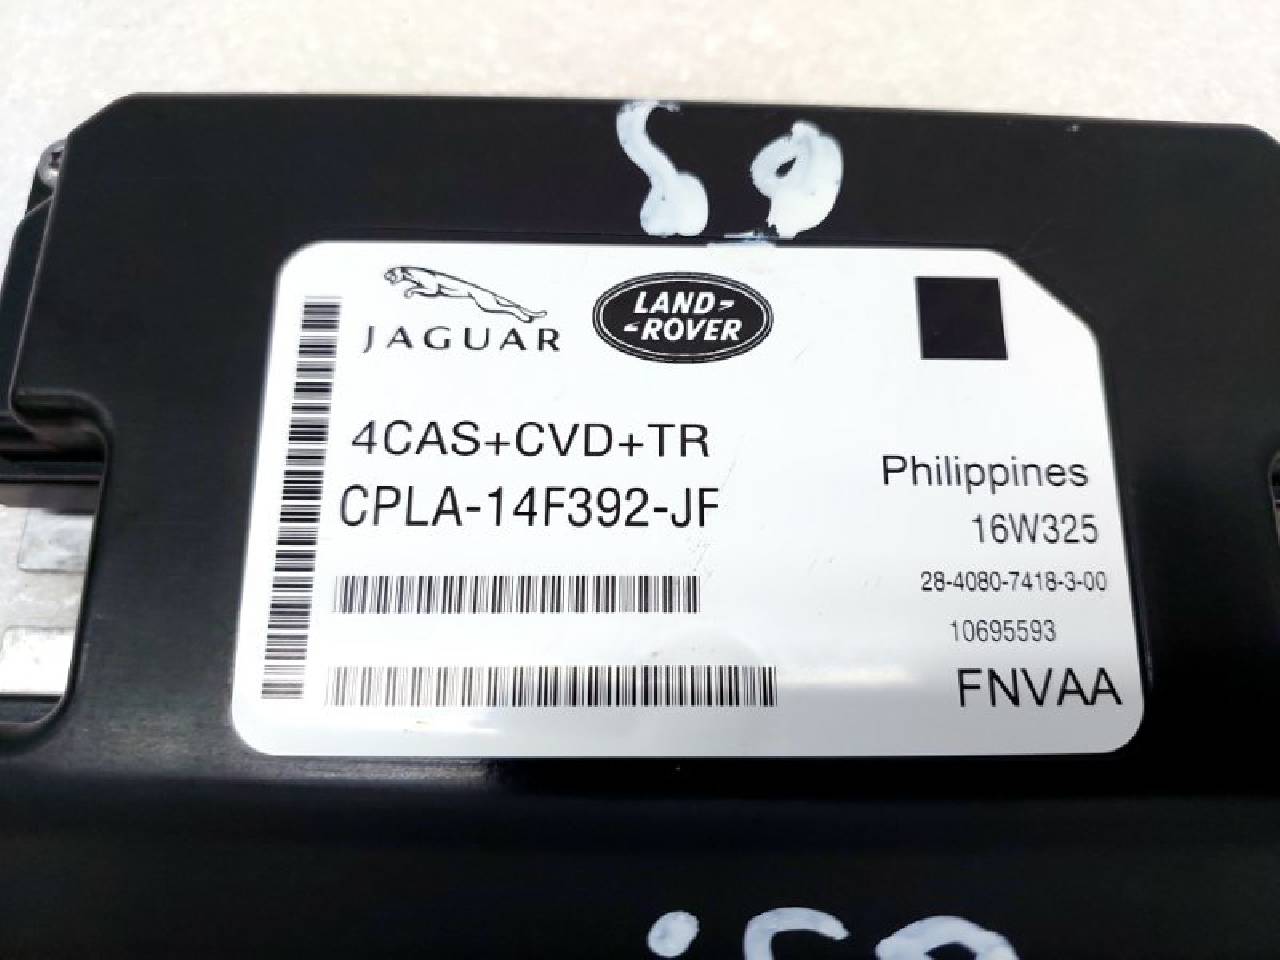 JAGUAR
LAND-
-ROVER
4CAS+CVD+TR
CPLA-14F392-JF
Philippines
16W325
28-4080-7418-3-00
10695593
FNVAA